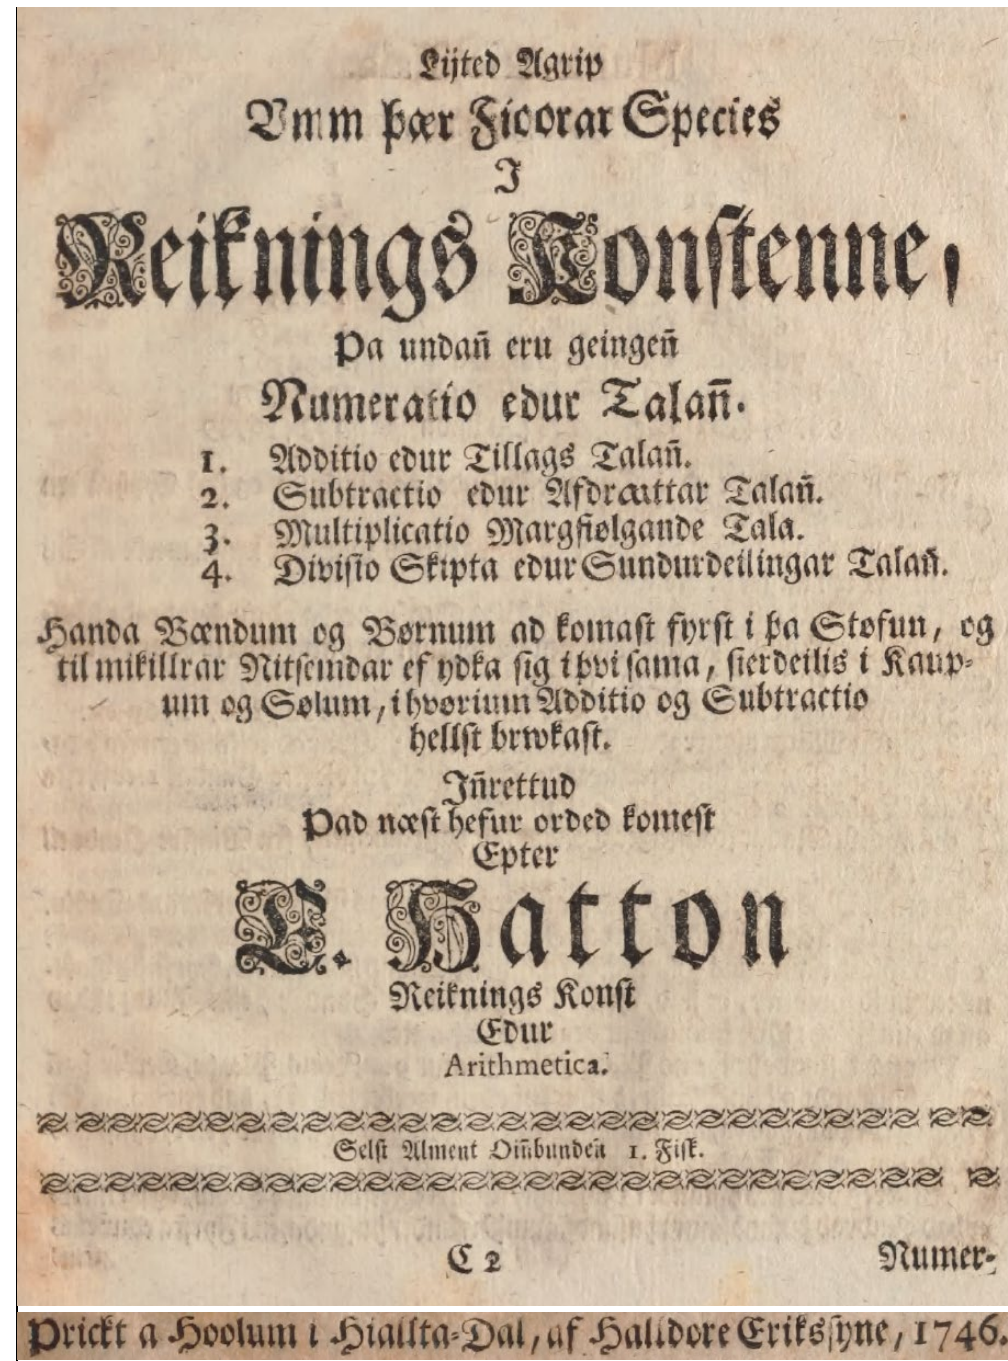 Lijted Agrip
Vmm þær Fioorar Species
I
Reiknings Konstenne,
Þa undañ eru geingeñ
Numeratio edur Talañ.
1. Additio edur Tillags Talañ.
2. Subtractio edur Afdrættar Talañ.
3. Multiplicatio Margfiølgande Tala.
4. Divisio Skipta edur Sundurdeilingar Talañ.
Handa Bændum og Børnum ad komast fyrst i þa Støfun, og
til mikillrar Nitsemdar ef ydka sig i þvi sama, sierdeilis i Kaup-
um og Sølum, i hvørium Additio og Subtractio
hellst brwkast.
Iñrettud
Þad næst hefur orded komest
Epter
E. Hatton
Reiknings Konst
Edur
Arithmetica.
Selst Alment Oiñbundeñ 1. Fisk.
C 2
Numer-
Þrickt a Hoolum i Hiallta-Dal, af Halldore Erikssyne, 1746.